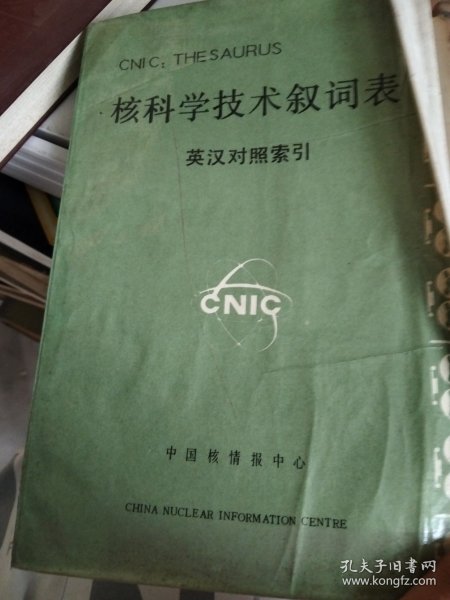 CNIC: THESAURUS
核科学技术叙词表
英汉对照索引
CNIC
中国核情报中心
CHINA NUCLEAR INFORMATION CENTRE
孔夫子旧书网
www.kongfz.com